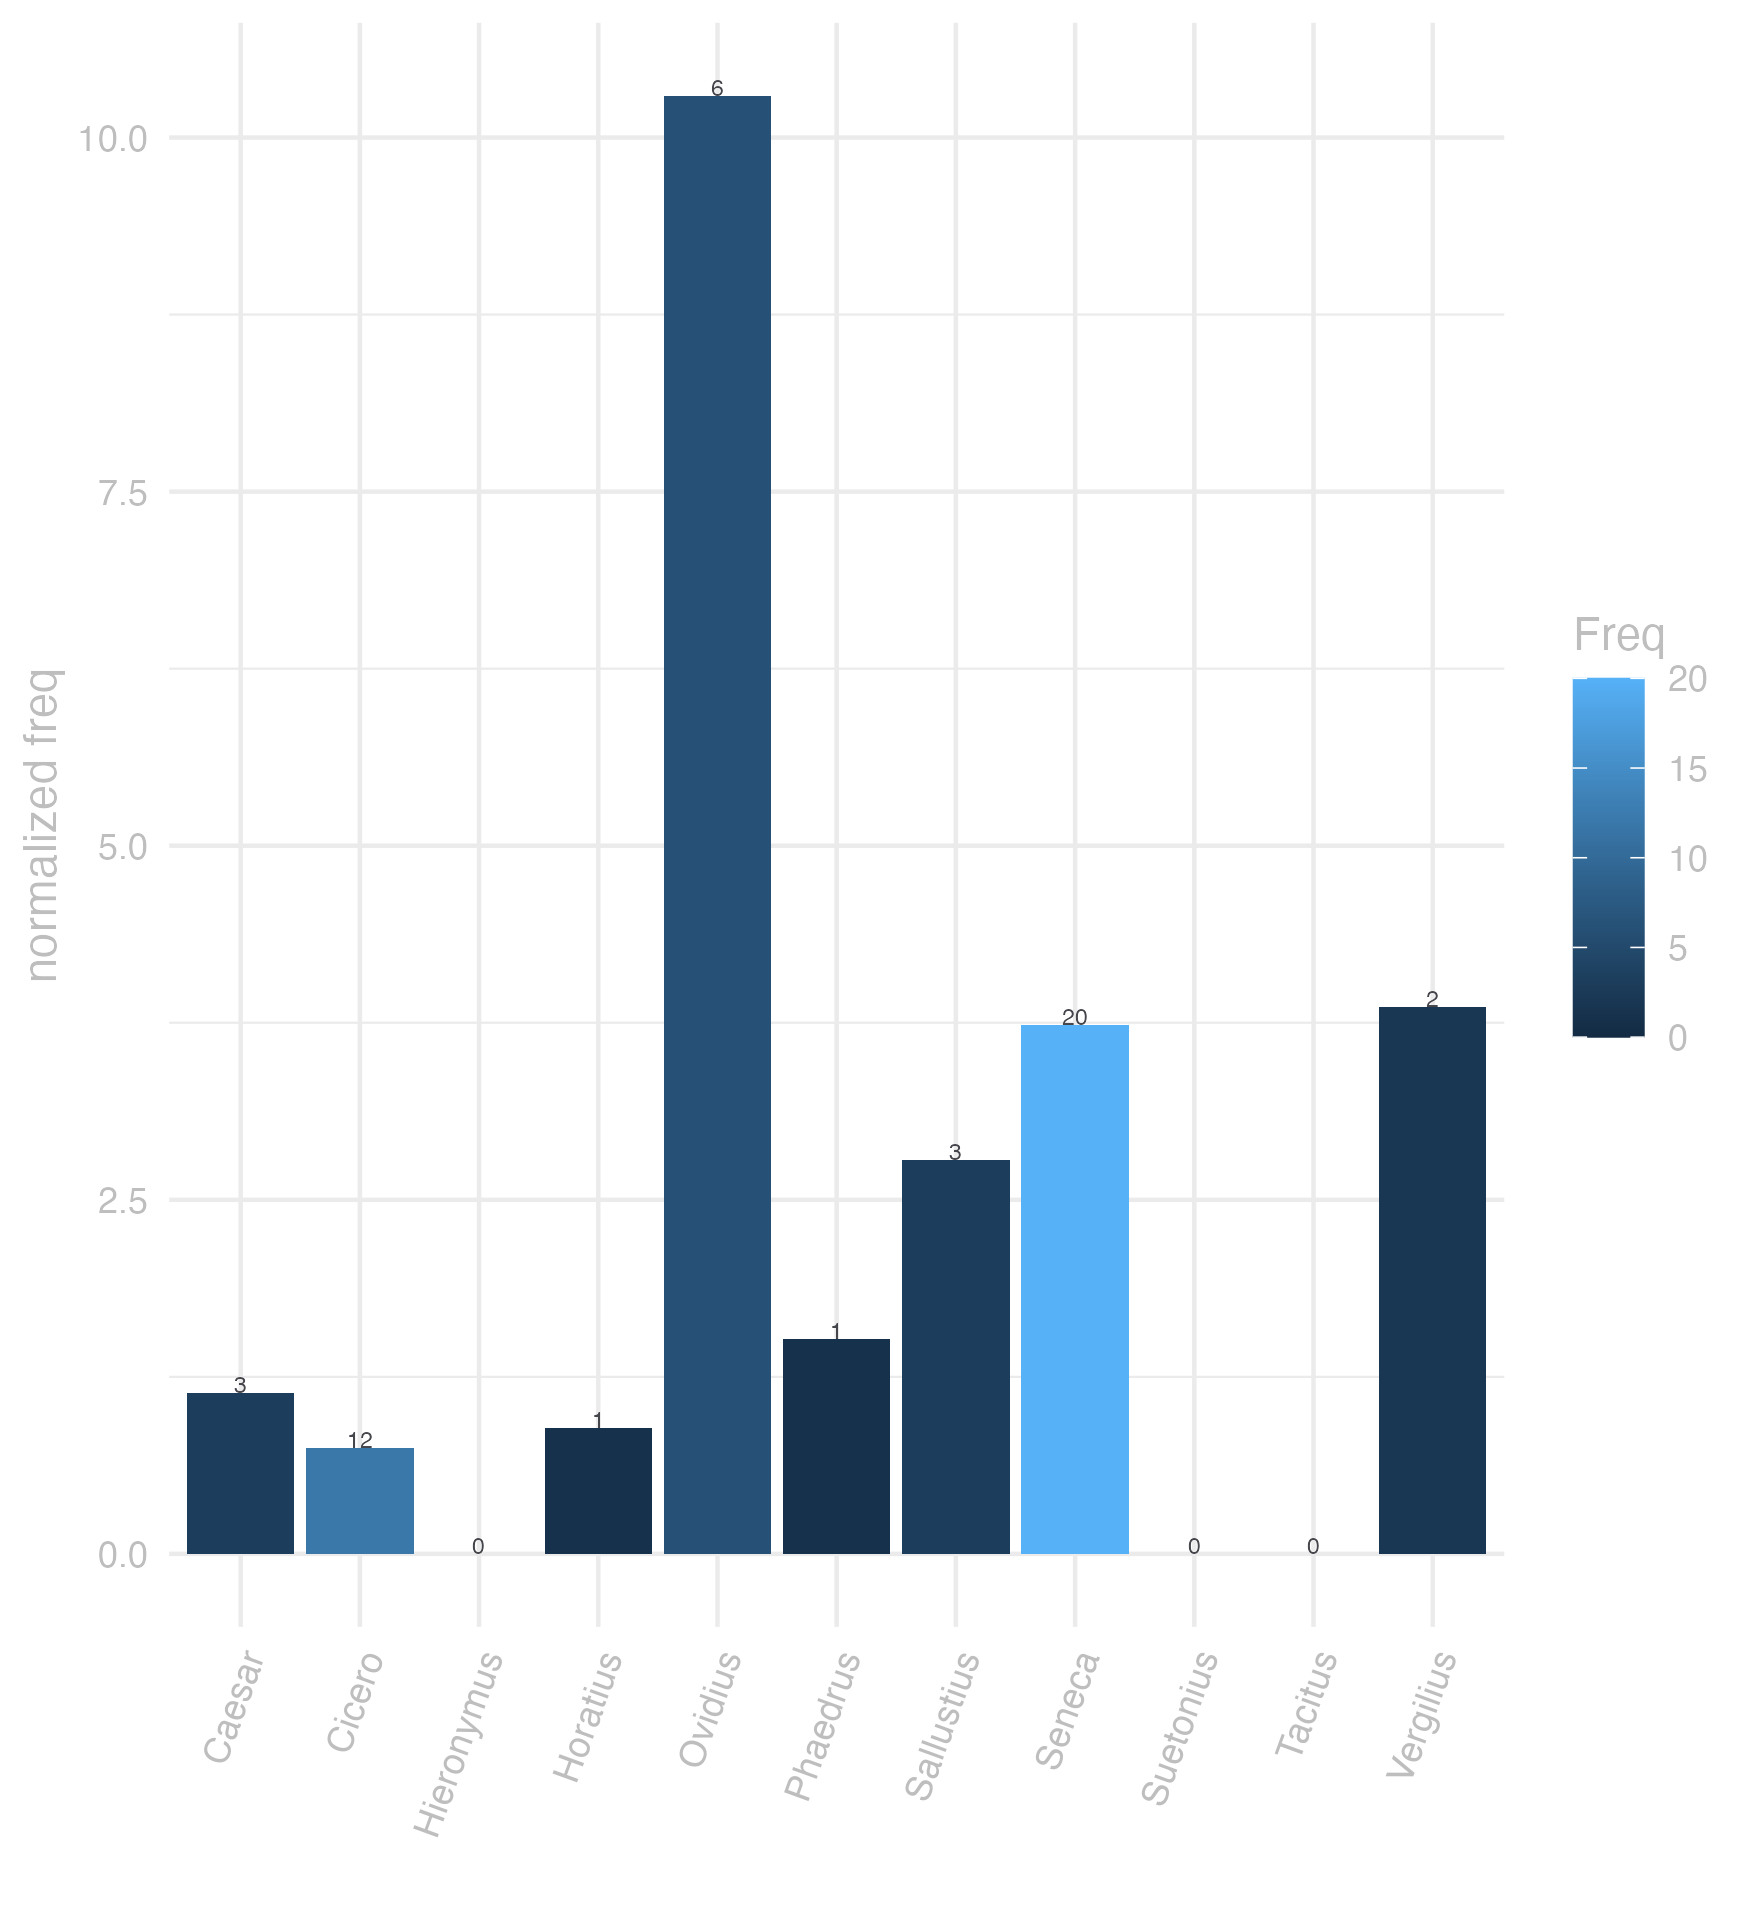 6
10.0
7.5
Freq
20
15
10
5
0
normalized freq
5.0
2
20
3
2.5
1
3
1
12
0
0
0
0.0
Caesar
Cicero
Hieronymus
Horatius
Ovidius
Phaedrus
Sallustius
Seneca
Suetonius
Tacitus
Vergilius